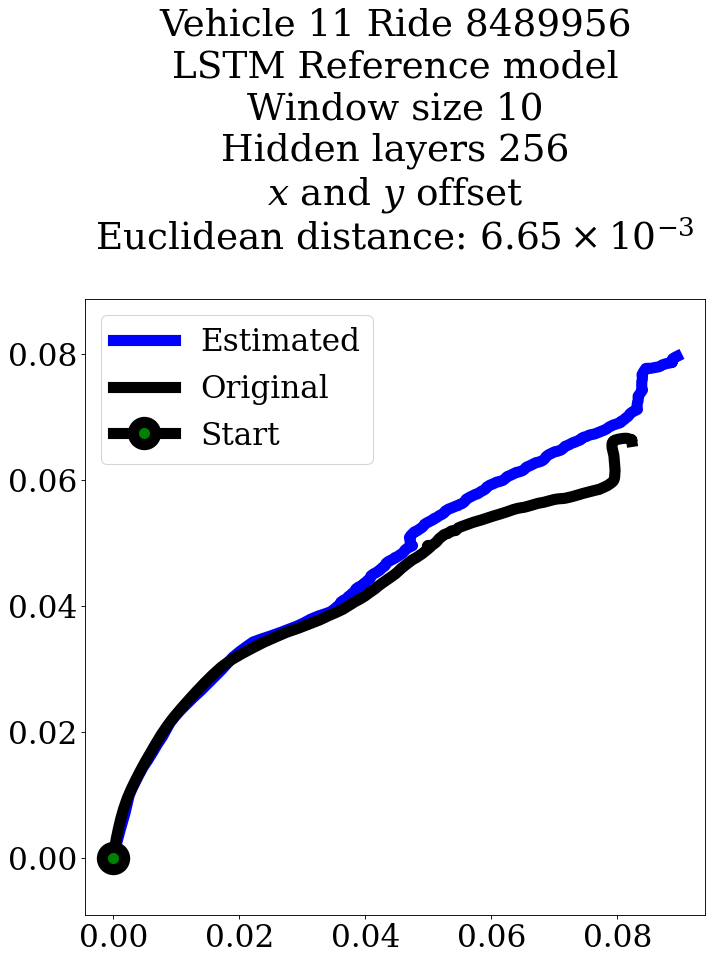 Vehicle 11 Ride 8489956
LSTM Reference model
Window size 10
Hidden layers 256
x and y offset
Euclidean distance: 6.65 × 10⁻³
Estimated
Original
Start
0.08
0.06
0.04
0.02
0.00
0.00 0.02 0.04 0.06 0.08